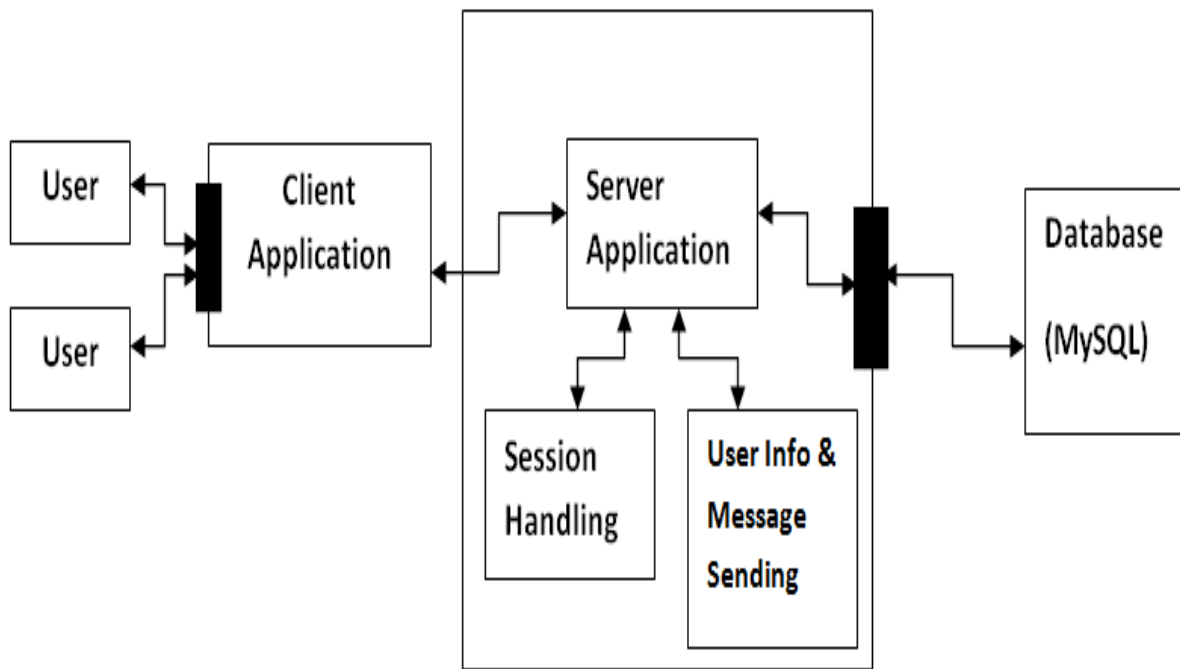 User
User
Client
Application
Server
Application
Session
Handling
User Info &
Message
Sending
Database
(MySQL)